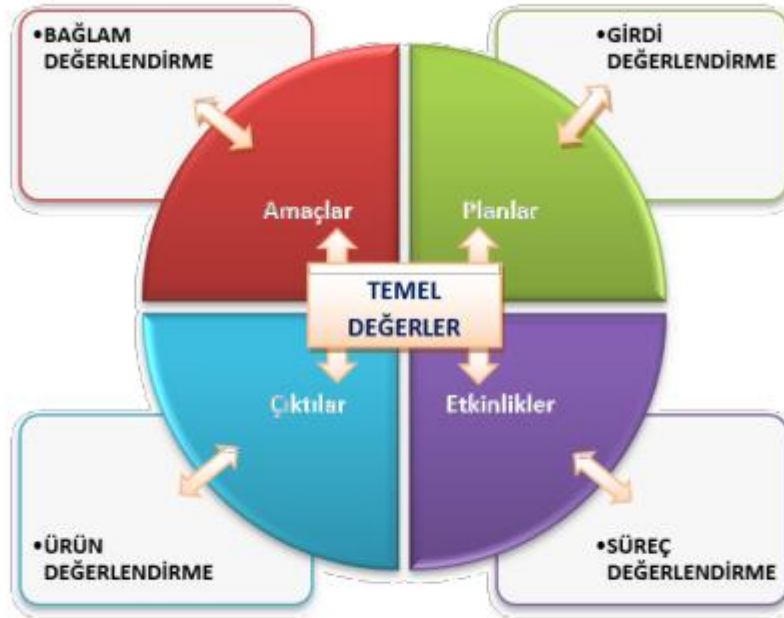 •BAĞLAM
DEĞERLENDİRME
•GİRDİ
DEĞERLENDİRME
Amaçlar
Planlar
TEMEL
DEĞERLER
Çıktılar
Etkinlikler
•ÜRÜN
DEĞERLENDİRME
•SÜREÇ
DEĞERLENDİRME